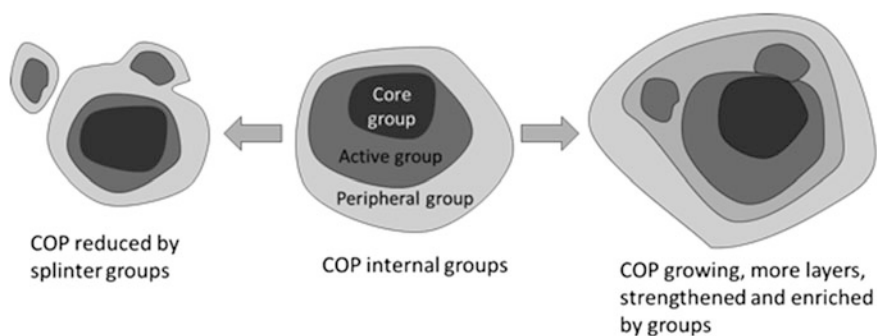 Core
group
Active group
Peripheral group
COP reduced by
splinter groups
COP internal groups
COP growing, more layers,
strengthened and enriched
by groups